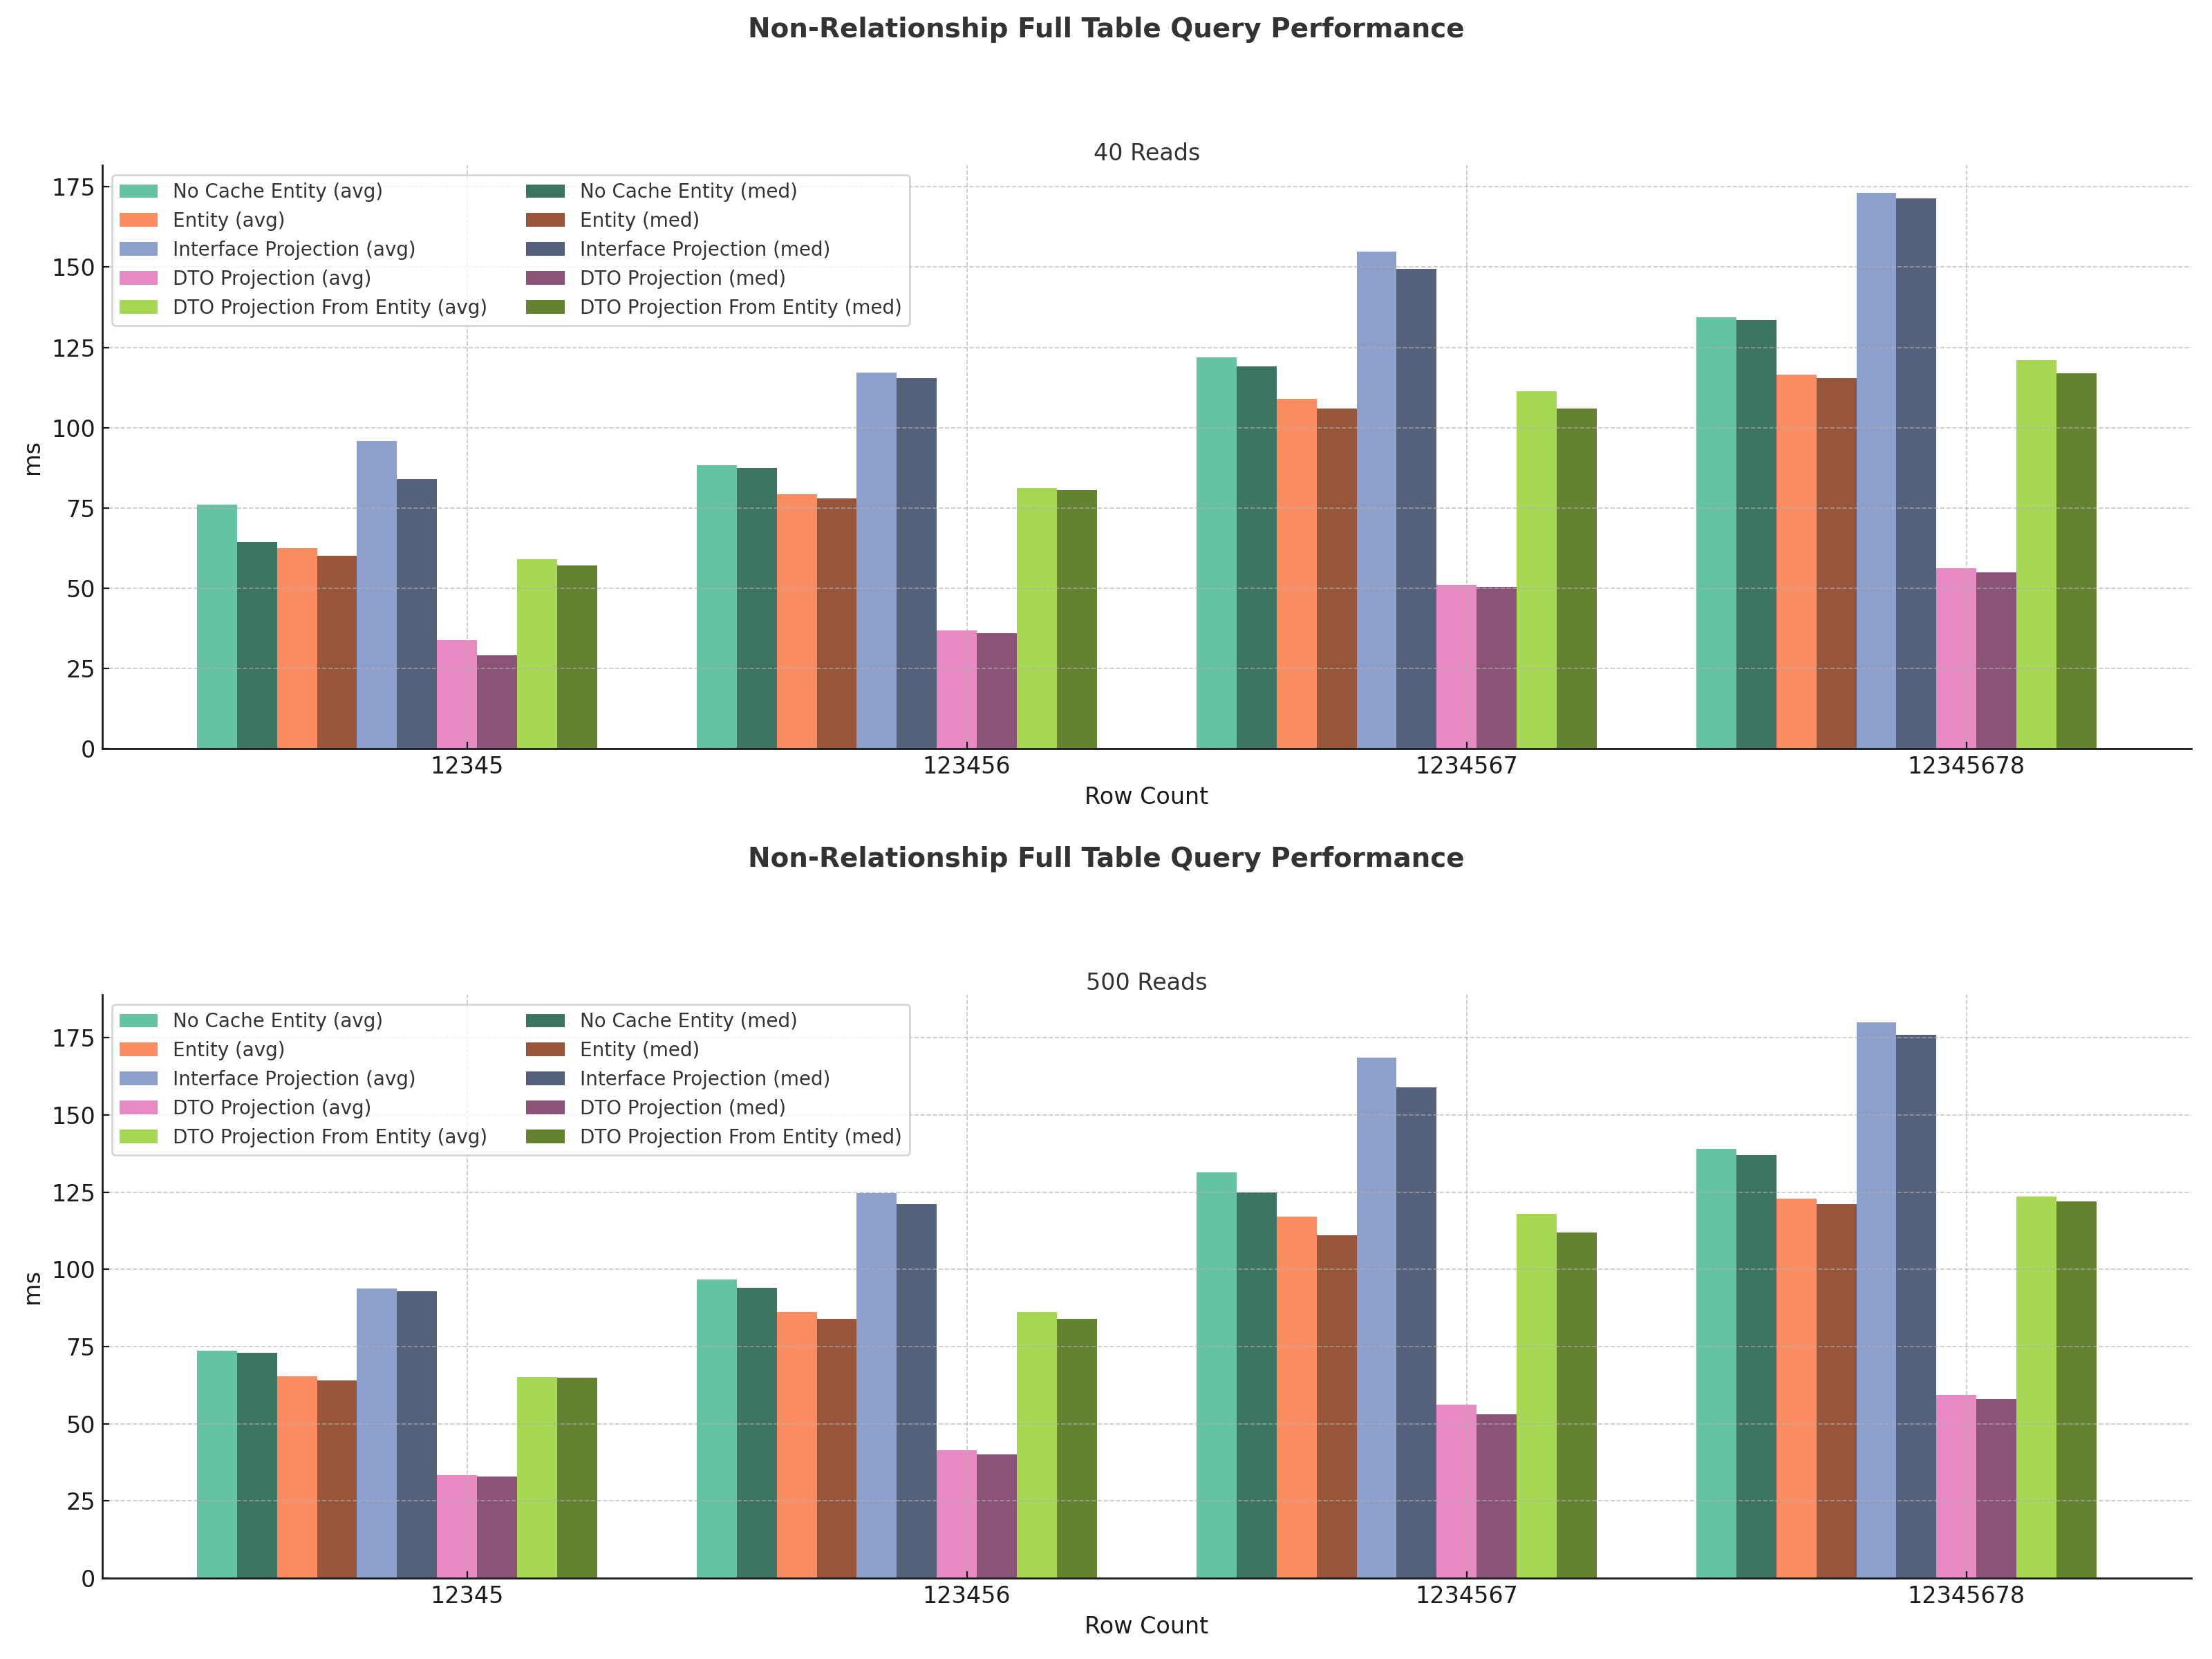 Non-Relationship Full Table Query Performance
40 Reads
No Cache Entity (avg) No Cache Entity (med)
Entity (avg) Entity (med)
Interface Projection (avg) Interface Projection (med)
DTO Projection (avg) DTO Projection (med)
DTO Projection From Entity (avg) DTO Projection From Entity (med)
175
150
125
100
75
50
25
0
ms
12345 123456 1234567 12345678
Row Count
Non-Relationship Full Table Query Performance
500 Reads
No Cache Entity (avg) No Cache Entity (med)
Entity (avg) Entity (med)
Interface Projection (avg) Interface Projection (med)
DTO Projection (avg) DTO Projection (med)
DTO Projection From Entity (avg) DTO Projection From Entity (med)
175
150
125
100
75
50
25
0
ms
12345 123456 1234567 12345678
Row Count